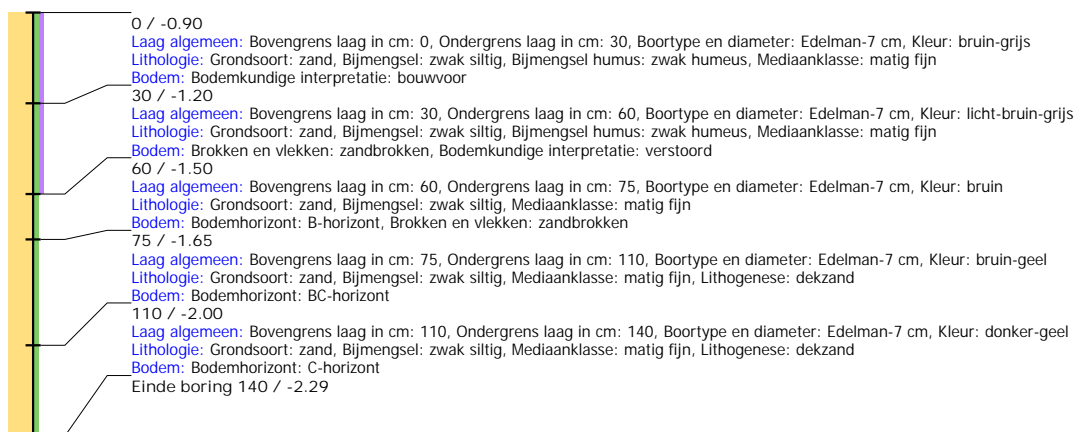 0 / -0.90
Laag algemeen: Bovengrens laag in cm: 0, Ondergrens laag in cm: 30, Boortype en diameter: Edelman-7 cm, Kleur: bruin-grijs
Lithologie: Grondsoort: zand, Bijmengsel: zwak siltig, Bijmengsel humus: zwak humeus, Mediaanklasse: matig fijn
Bodem: Bodemkundige interpretatie: bouwvoor
30 / -1.20
Laag algemeen: Bovengrens laag in cm: 30, Ondergrens laag in cm: 60, Boortype en diameter: Edelman-7 cm, Kleur: licht-bruin-grijs
Lithologie: Grondsoort: zand, Bijmengsel: zwak siltig, Bijmengsel humus: zwak humeus, Mediaanklasse: matig fijn
Bodem: Brokken en vlekken: zandbrokken, Bodemkundige interpretatie: verstoord
60 / -1.50
Laag algemeen: Bovengrens laag in cm: 60, Ondergrens laag in cm: 75, Boortype en diameter: Edelman-7 cm, Kleur: bruin
Lithologie: Grondsoort: zand, Bijmengsel: zwak siltig, Mediaanklasse: matig fijn
Bodem: Bodemhorizont: B-horizont, Brokken en vlekken: zandbrokken
75 / -1.65
Laag algemeen: Bovengrens laag in cm: 75, Ondergrens laag in cm: 110, Boortype en diameter: Edelman-7 cm, Kleur: bruin-geel
Lithologie: Grondsoort: zand, Bijmengsel: zwak siltig, Mediaanklasse: matig fijn, Lithogenese: dekzand
Bodem: Bodemhorizont: BC-horizont
110 / -2.00
Laag algemeen: Bovengrens laag in cm: 110, Ondergrens laag in cm: 140, Boortype en diameter: Edelman-7 cm, Kleur: donker-geel
Lithologie: Grondsoort: zand, Bijmengsel: zwak siltig, Mediaanklasse: matig fijn, Lithogenese: dekzand
Bodem: Bodemhorizont: C-horizont
Einde boring 140 / -2.29